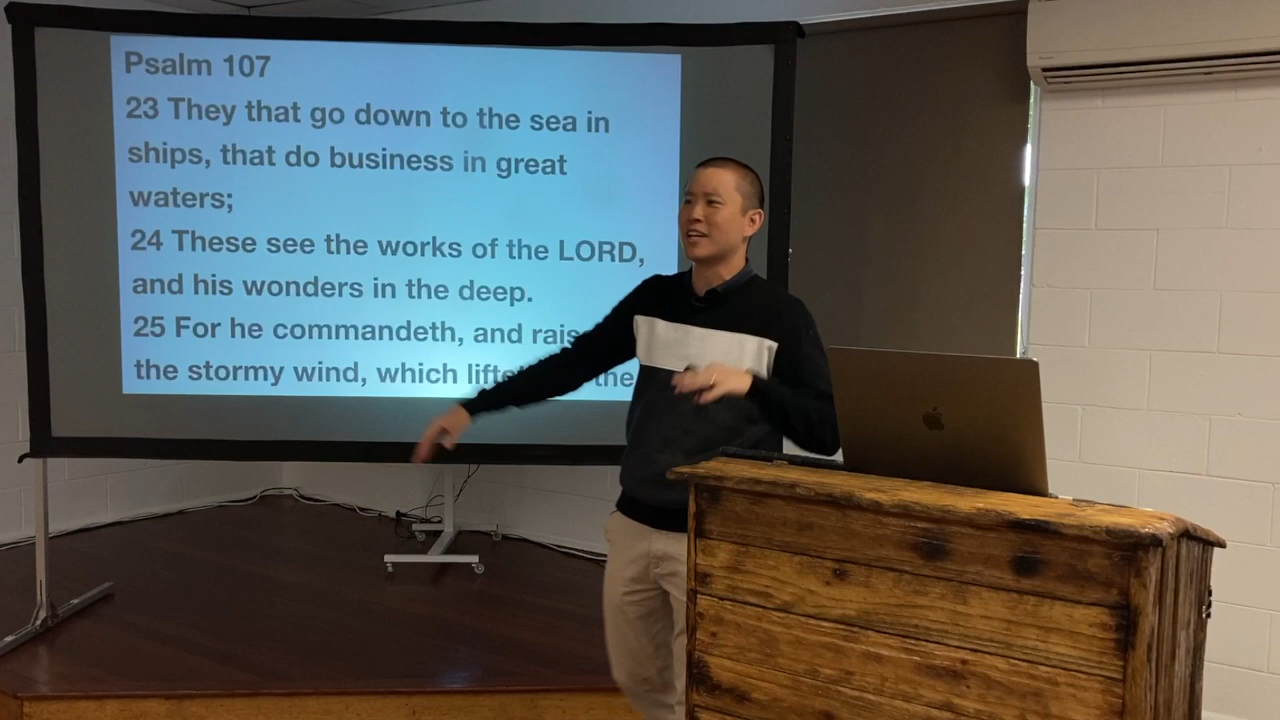 Psalm 107
23 They that go down to the sea in
ships, that do business in great
waters;
24 These see the works of the LORD,
and his wonders in the deep.
25 For he commandeth, and
the stormy wind, which the